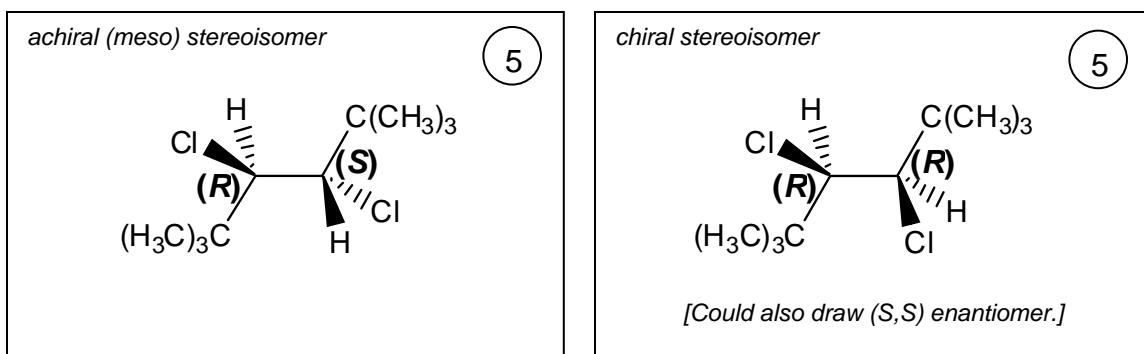 achiral (meso) stereoisomer
5
H
Cl
C(CH₃)₃
(S)
(R)
Cl
(H₃C)₃C
H
chiral stereoisomer
5
H
Cl
C(CH₃)₃
(R)
(R)
H
(H₃C)₃C
Cl
[Could also draw (S,S) enantiomer.]